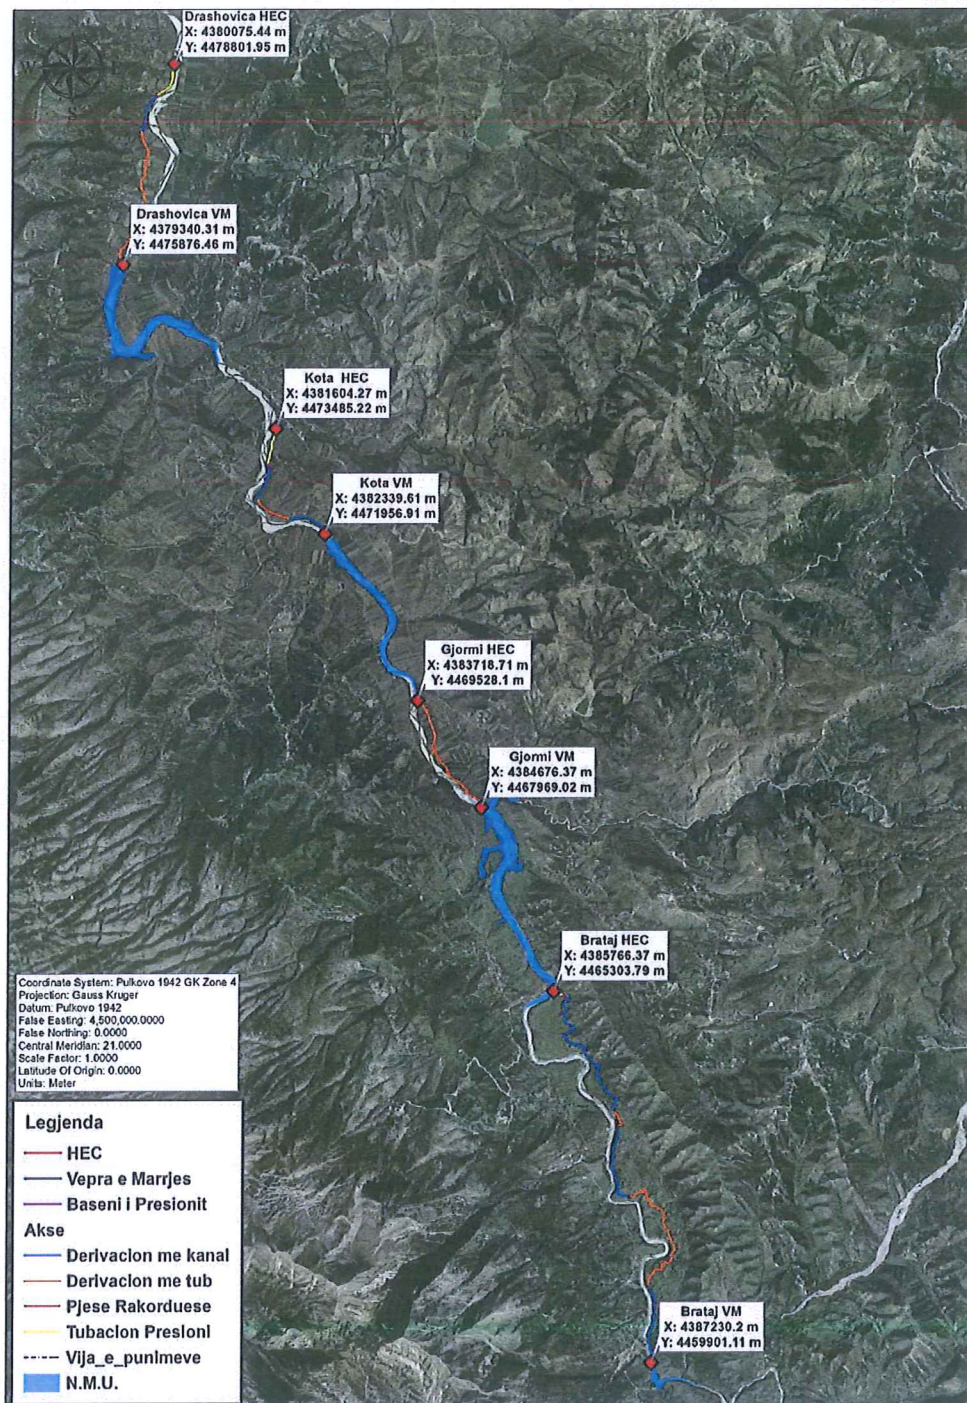 Drashovica HEC
X: 4380075.44 m
Y: 4478801.95 m
Drashovica VM
X: 4379340.31 m
Y: 4475876.46 m
Kota HEC
X: 4381604.27 m
Y: 4473485.22 m
Kota VM
X: 4382339.61 m
Y: 4471956.91 m
Gjormi HEC
X: 4383718.71 m
Y: 4469528.1 m
Gjormi VM
X: 4384676.37 m
Y: 4467969.02 m
Brataj HEC
X: 4385766.37 m
Y: 4465303.79 m
Coordinate System: Pulkovo 1942 GK Zone 4
Projection: Gauss Kruger
Datum: Pulkovo 1942
False Easting: 4,500,000.0000
False Northing: 0.0000
Central Meridian: 21.0000
Scale Factor: 1.0000
Latitude Of Origin: 0.0000
Units: Meter
Legjenda
HEC
Vepra e Marrjes
Baseni i Presionit
Akse
Derivacion me kanal
Derivacion me tub
Pjese Rakorduese
Tubacion Presioni
Vija_e_punimeve
N.M.U.
Brataj VM
X: 4387230.2 m
Y: 4459901.11 m